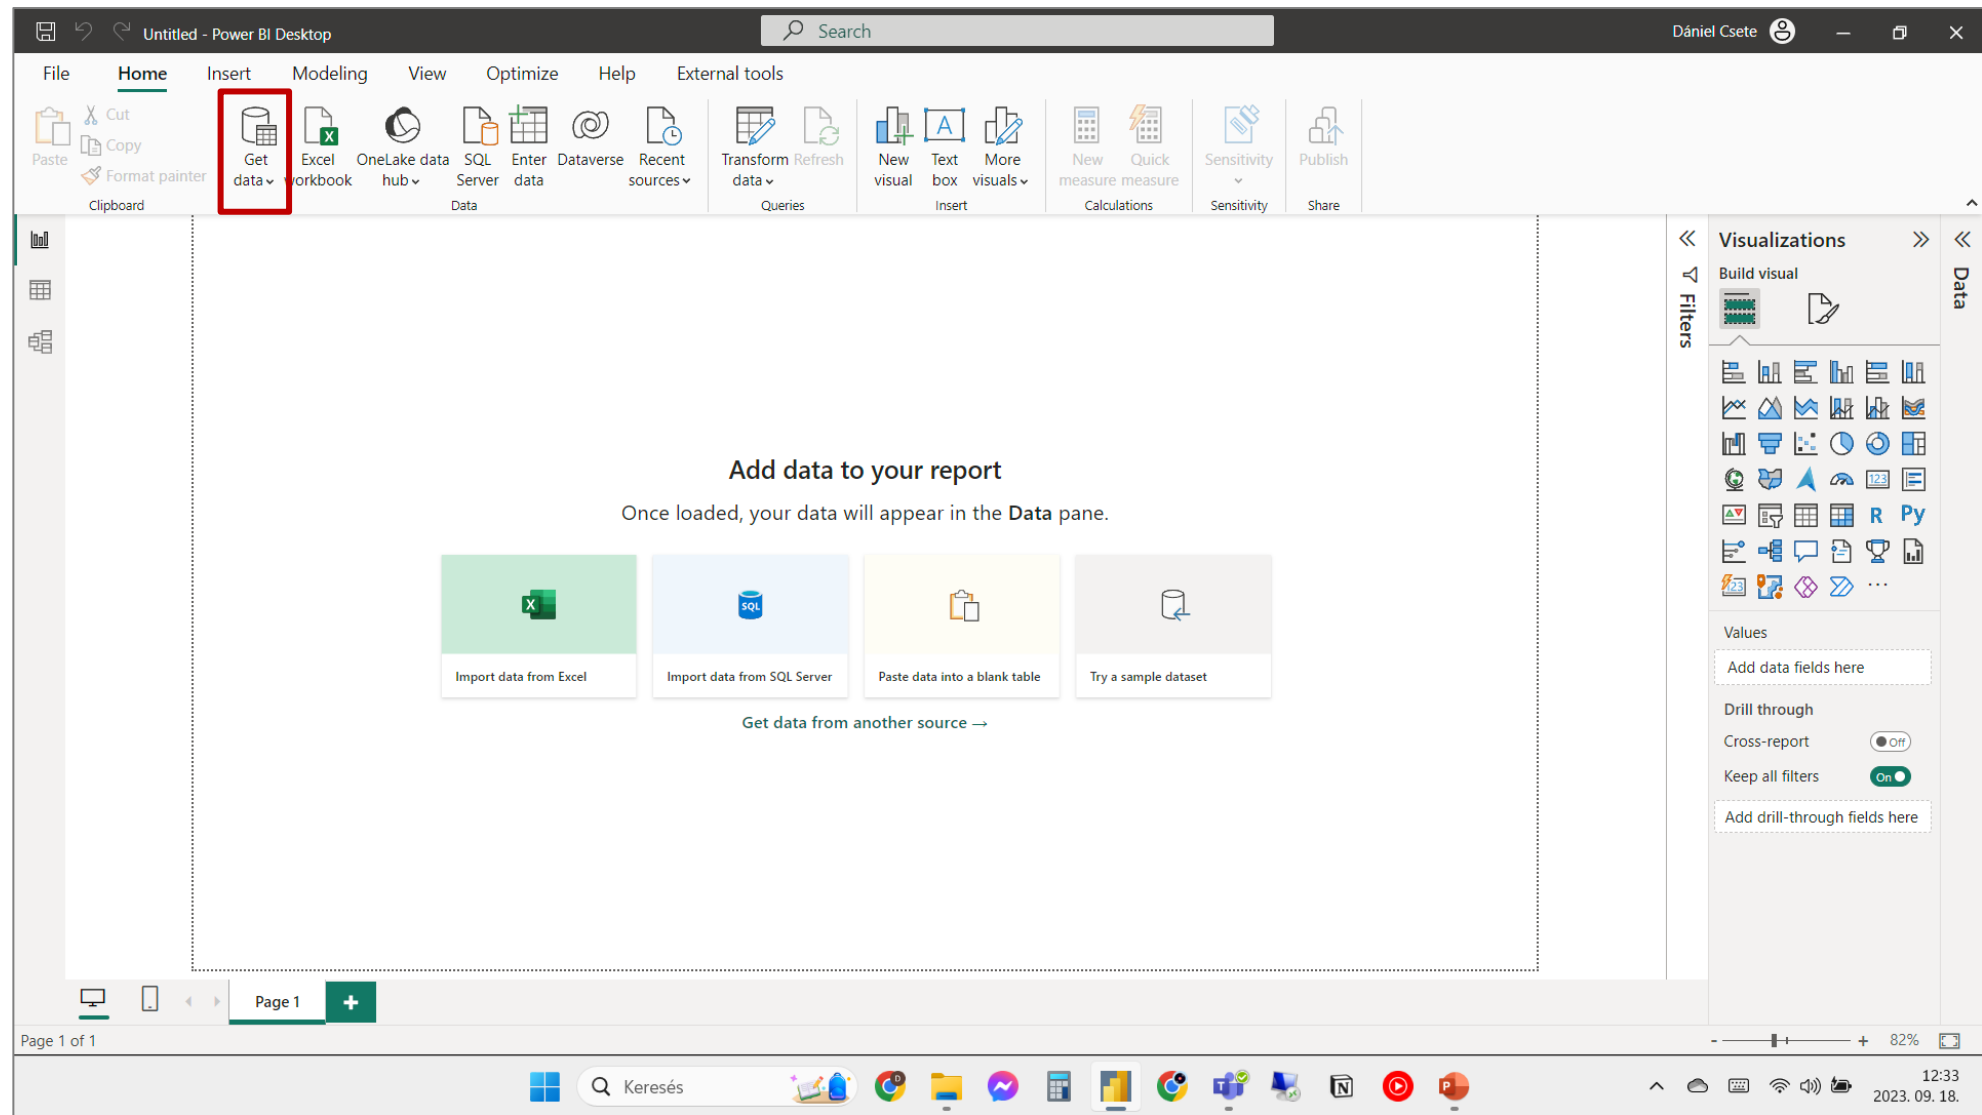 Untitled - Power BI Desktop
Search
Dániel Csete
File
Home
Insert
Modeling
View
Optimize
Help
External tools
Paste
Cut
Copy
Format painter
Clipboard
Get
data
Excel
workbook
OneLake data
hub
SQL
Server
Enter
data
Dataverse
Recent
sources
Data
Transform
data
Refresh
Queries
New
visual
Text
box
More
visuals
Insert
New
measure
Quick
measure
Calculations
Sensitivity
Sensitivity
Publish
Share
Filters
Visualizations
Build visual
Data
123
R
Py
123
Add data to your report
Once loaded, your data will appear in the Data pane.
SQL
Import data from Excel
Import data from SQL Server
Paste data into a blank table
Try a sample dataset
Get data from another source →
Values
Add data fields here
Drill through
Cross-report
Off
Keep all filters
On
Add drill-through fields here
Page 1
+
Page 1 of 1
- + 82%
Keresés
12:33
2023. 09. 18.